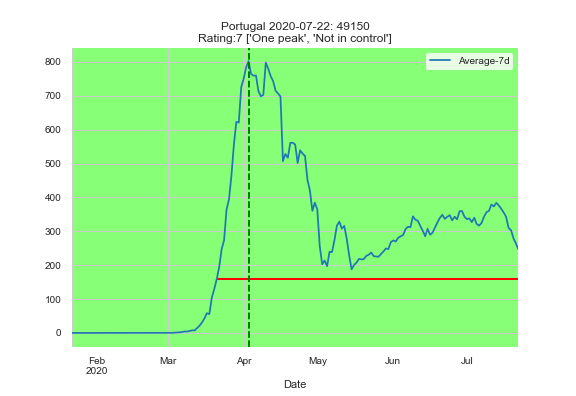 Portugal 2020-07-22: 49150
Rating:7 ['One peak', 'Not in control']
Average-7d
800
700
600
500
400
300
200
100
0
Feb
2020
Mar
Apr
May
Jun
Jul
Date